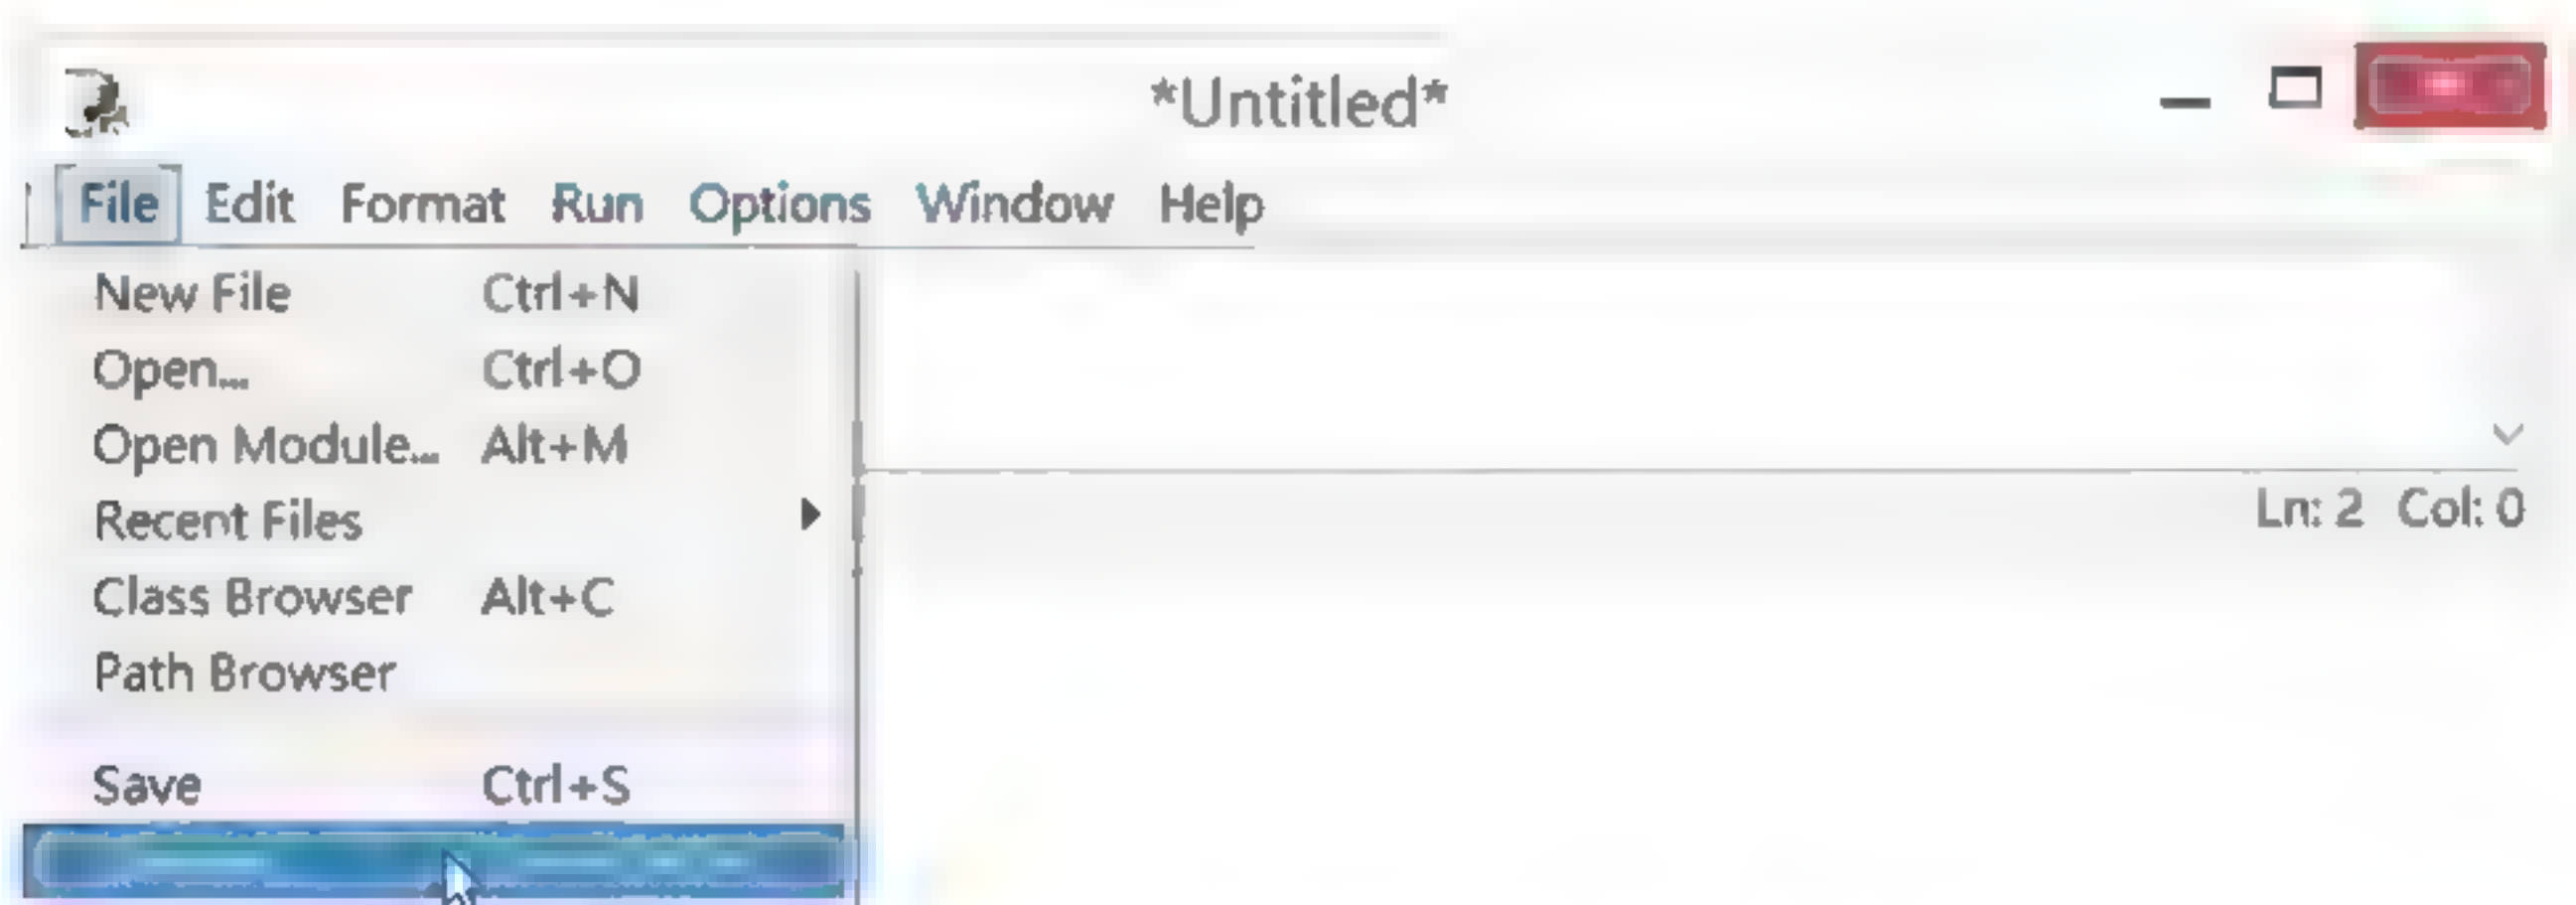 *Untitled*
File Edit Format Run Options Window Help
New File Ctrl+N
Open... Ctrl+O
Open Module... Alt+M
Recent Files
Class Browser Alt+C
Path Browser
Save Ctrl+S
Ln: 2 Col: 0